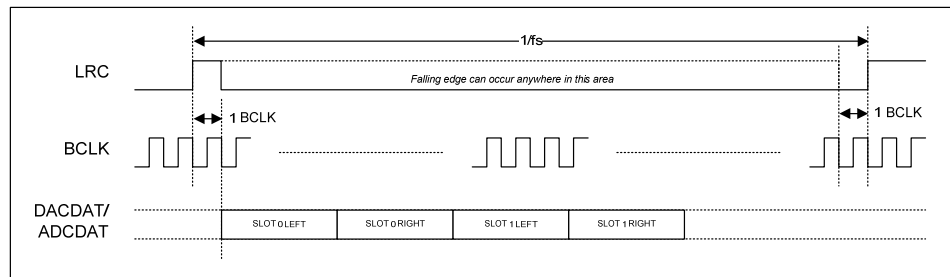 1/fs
LRC
Falling edge can occur anywhere in this area
1 BCLK
1 BCLK
BCLK
DACDAT/
ADCDAT
SLOT 0 LEFT
SLOT 0 RIGHT
SLOT 1 LEFT
SLOT 1 RIGHT